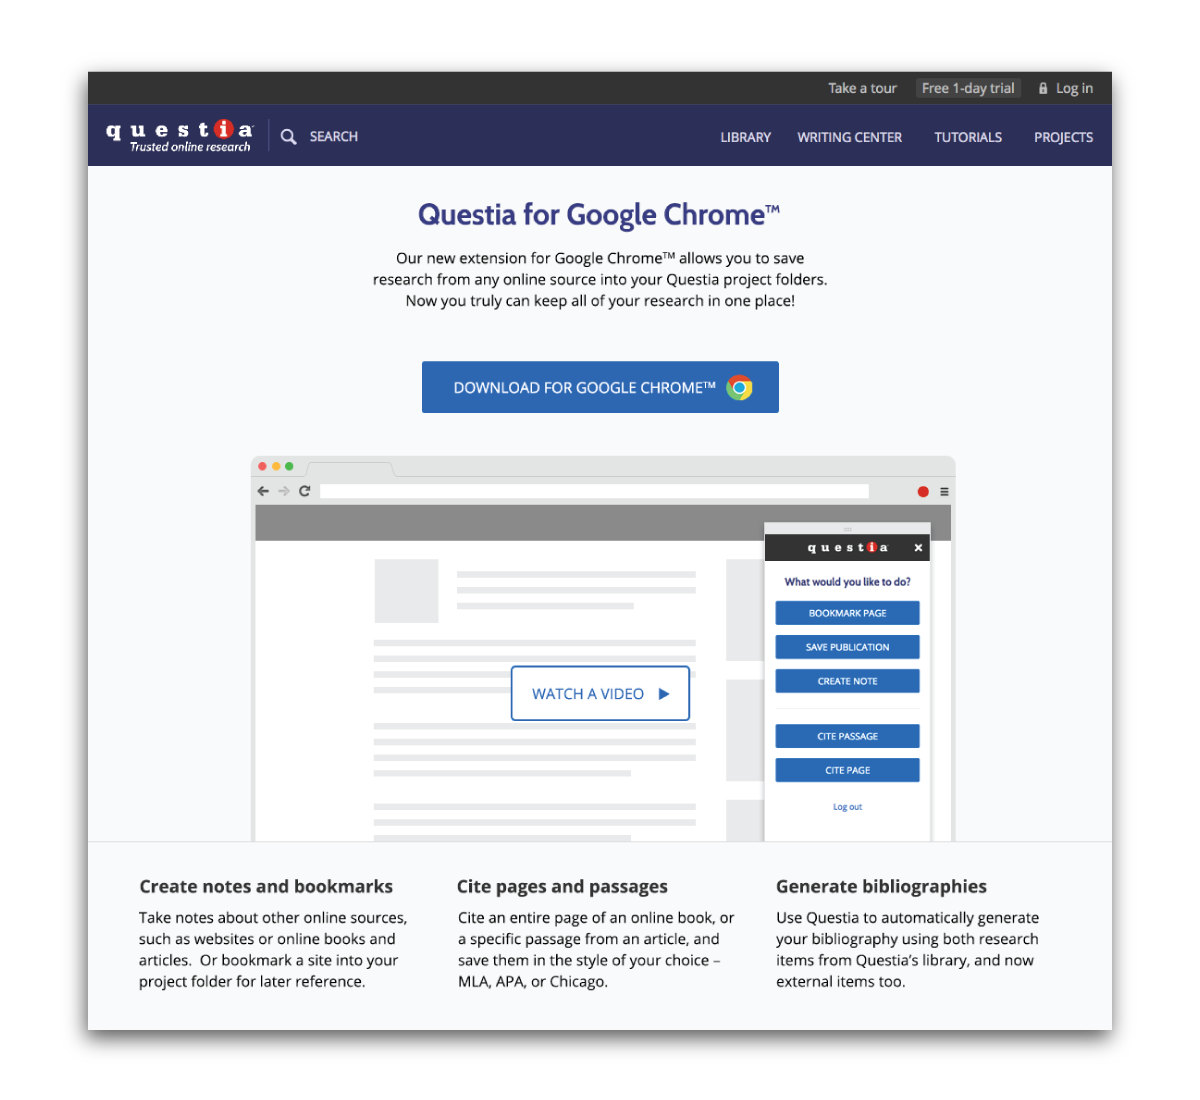 Take a tour Free 1-day trial Log in
questia
Trusted online research
SEARCH
LIBRARY WRITING CENTER TUTORIALS PROJECTS
Questia for Google Chrome™
Our new extension for Google Chrome™ allows you to save
research from any online source into your Questia project folders.
Now you truly can keep all of your research in one place!
DOWNLOAD FOR GOOGLE CHROME™
questia
What would you like to do?
BOOKMARK PAGE
SAVE PUBLICATION
CREATE NOTE
CITE PASSAGE
CITE PAGE
Log out
WATCH A VIDEO
Create notes and bookmarks
Take notes about other online sources,
such as websites or online books and
articles. Or bookmark a site into your
project folder for later reference.
Cite pages and passages
Cite an entire page of an online book, or
a specific passage from an article, and
save them in the style of your choice –
MLA, APA, or Chicago.
Generate bibliographies
Use Questia to automatically generate
your bibliography using both research
items from Questia's library, and now
external items too.